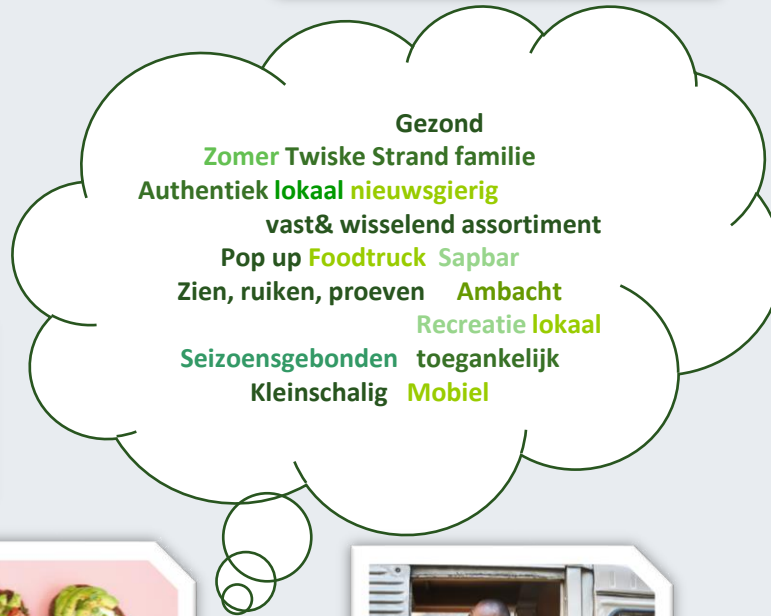 Gezond
Zomer Twiske Strand familie
Authentiek lokaal nieuwsgierig
vast& wisselend assortiment
Pop up Foodtruck Sapbar
Zien, ruiken, proeven Ambacht
Recreatie lokaal
Seizoensgebonden toegankelijk
Kleinschalig Mobiel